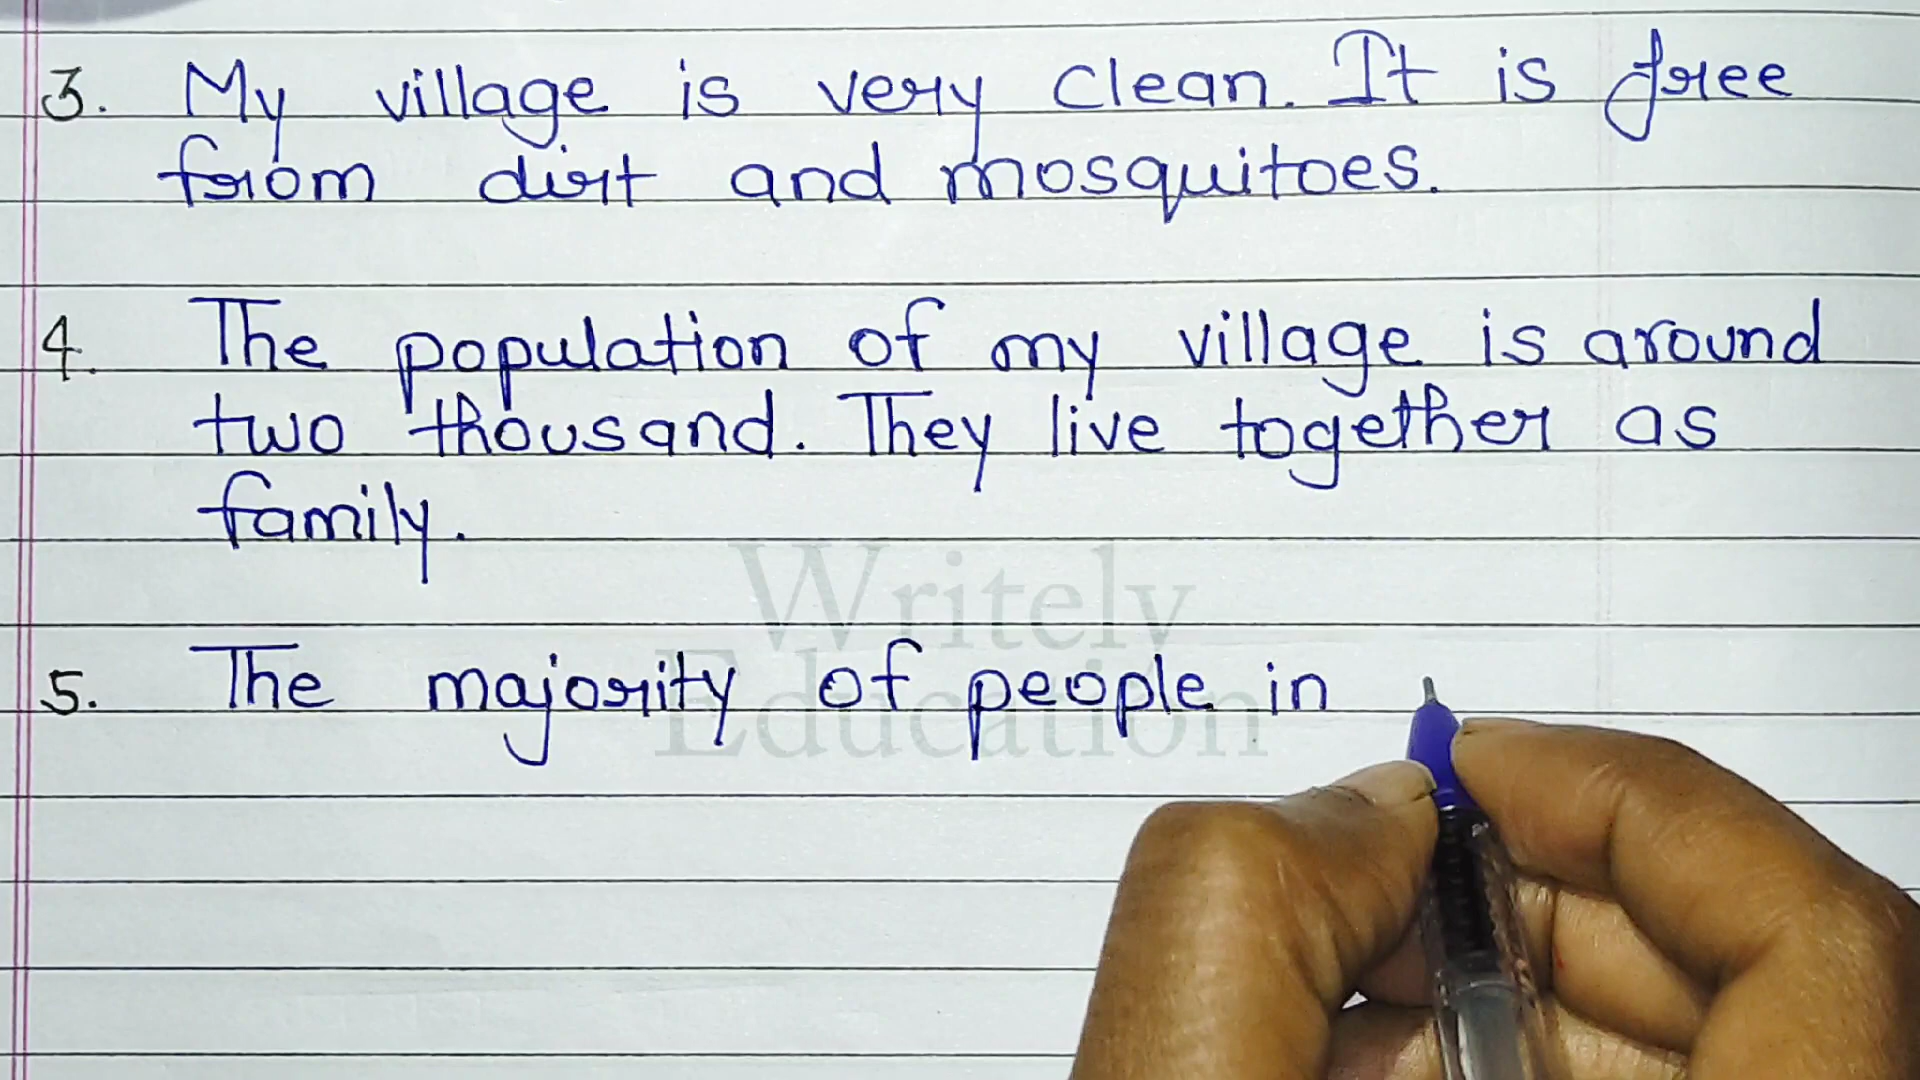 3. My village is very clean. It is free
from dirt and mosquitoes.
4. The population of my village is around
two thousand. They live together as
family.
Writely
Education
5. The majority of people in